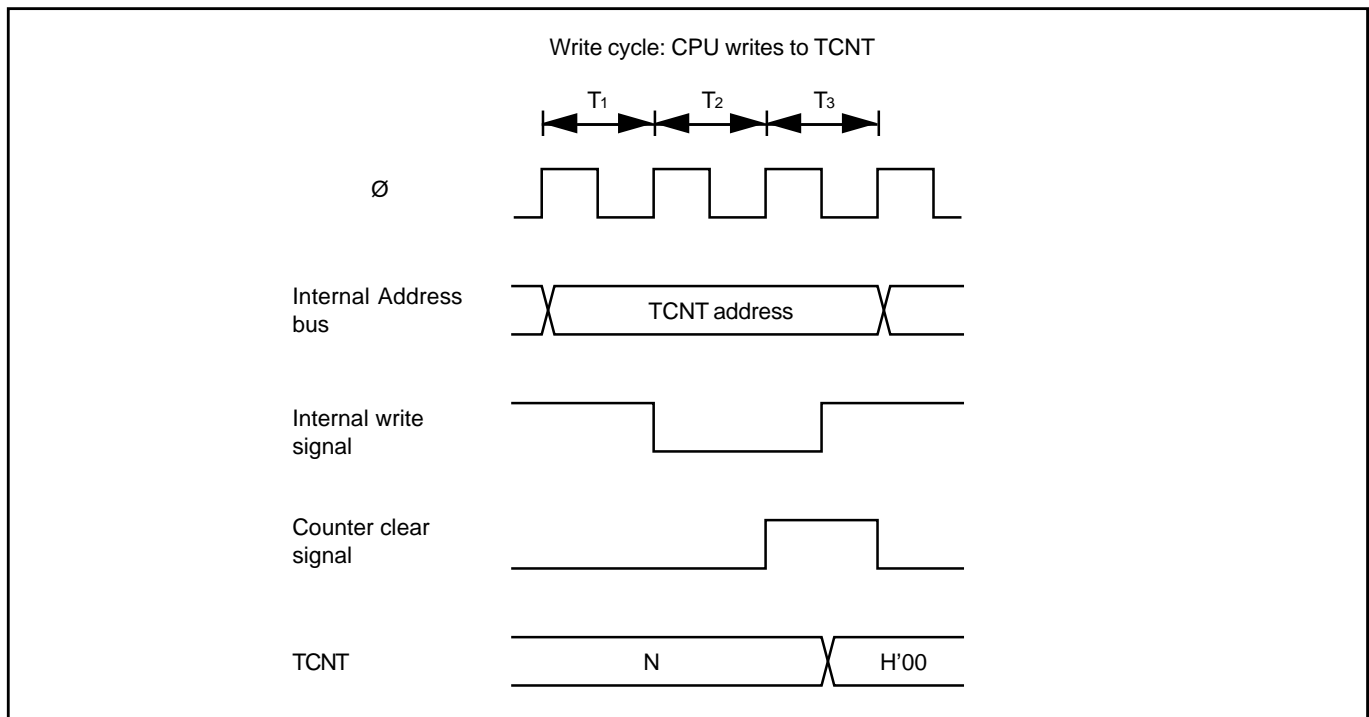 Write cycle: CPU writes to TCNT
T1 T2 T3
Ø
Internal Address
bus
TCNT address
Internal write
signal
Counter clear
signal
TCNT
N
H’00